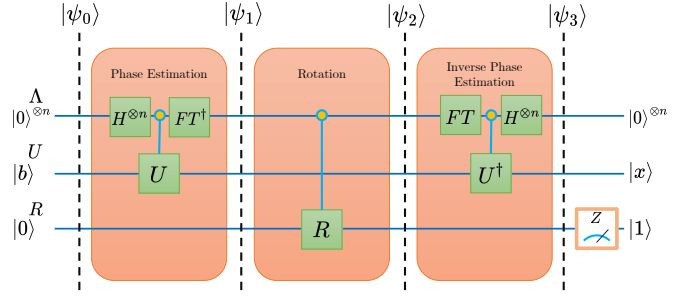 |ψ₀⟩ |ψ₁⟩ |ψ₂⟩ |ψ₃⟩
Phase Estimation
Rotation
Inverse Phase
Estimation
Λ
|0⟩^⊗n H^⊗n FT^† FT H^⊗n |0⟩^⊗n
U
|b⟩ U U^† |x⟩
R
|0⟩ R Z |1⟩